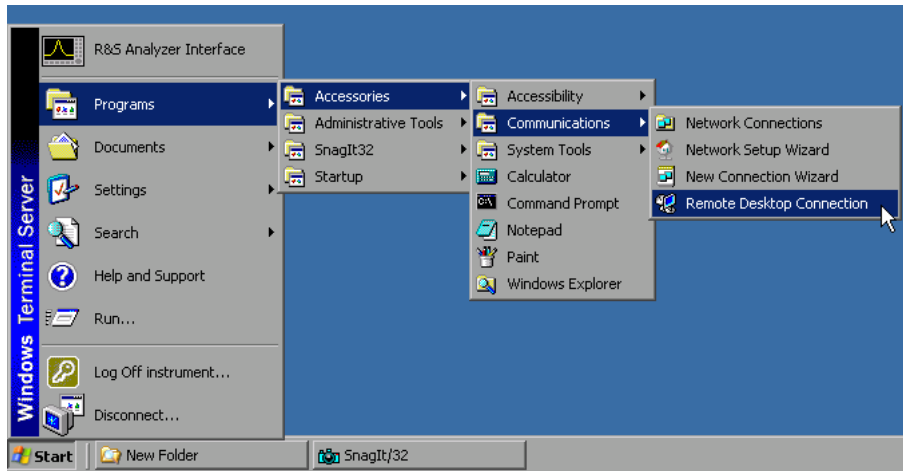 R&S Analyzer Interface
Programs
Documents
Settings
Search
Help and Support
Run...
Log Off instrument...
Disconnect...
Windows Terminal Server
Accessories
Administrative Tools
SnagIt32
Startup
Accessibility
Communications
System Tools
Calculator
Command Prompt
Notepad
Paint
Windows Explorer
Network Connections
Network Setup Wizard
New Connection Wizard
Remote Desktop Connection
Start
New Folder
SnagIt/32